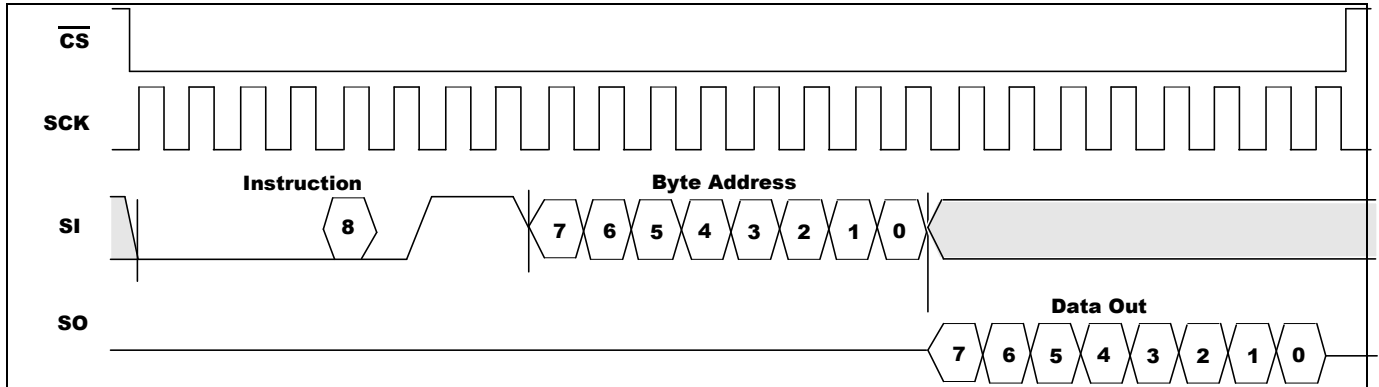 CS
SCK
Instruction
Byte Address
SI
8
7 6 5 4 3 2 1 0
Data Out
SO
7 6 5 4 3 2 1 0